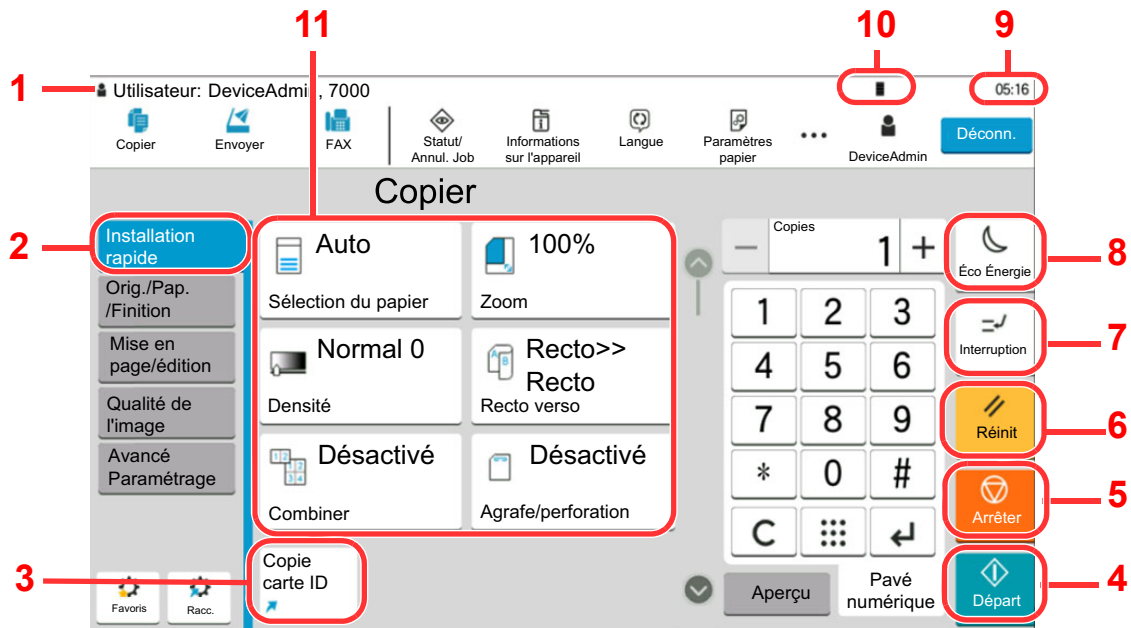 11
10
9
1
Utilisateur: DeviceAdmin, 7000
05:16
Copier
Envoyer
FAX
Statut/
Annul. Job
Informations
sur l'appareil
Langue
Paramètres
papier
DeviceAdmin
Déconn.
Copier
2
Installation
rapide
Orig./Pap.
/Finition
Mise en
page/édition
Qualité de
l'image
Avancé
Paramétrage
Auto
Sélection du papier
100%
Zoom
Normal 0
Densité
Recto>>
Recto
Recto verso
Désactivé
Combiner
Désactivé
Agrafe/perforation
Copies
1
1
2
3
4
5
6
7
8
9
*
0
#
C
Éco Énergie
8
Interruption
7
Réinit
6
Arrêter
5
3
Favoris
Racc.
Copie
carte ID
Aperçu
Pavé
numérique
Départ
4